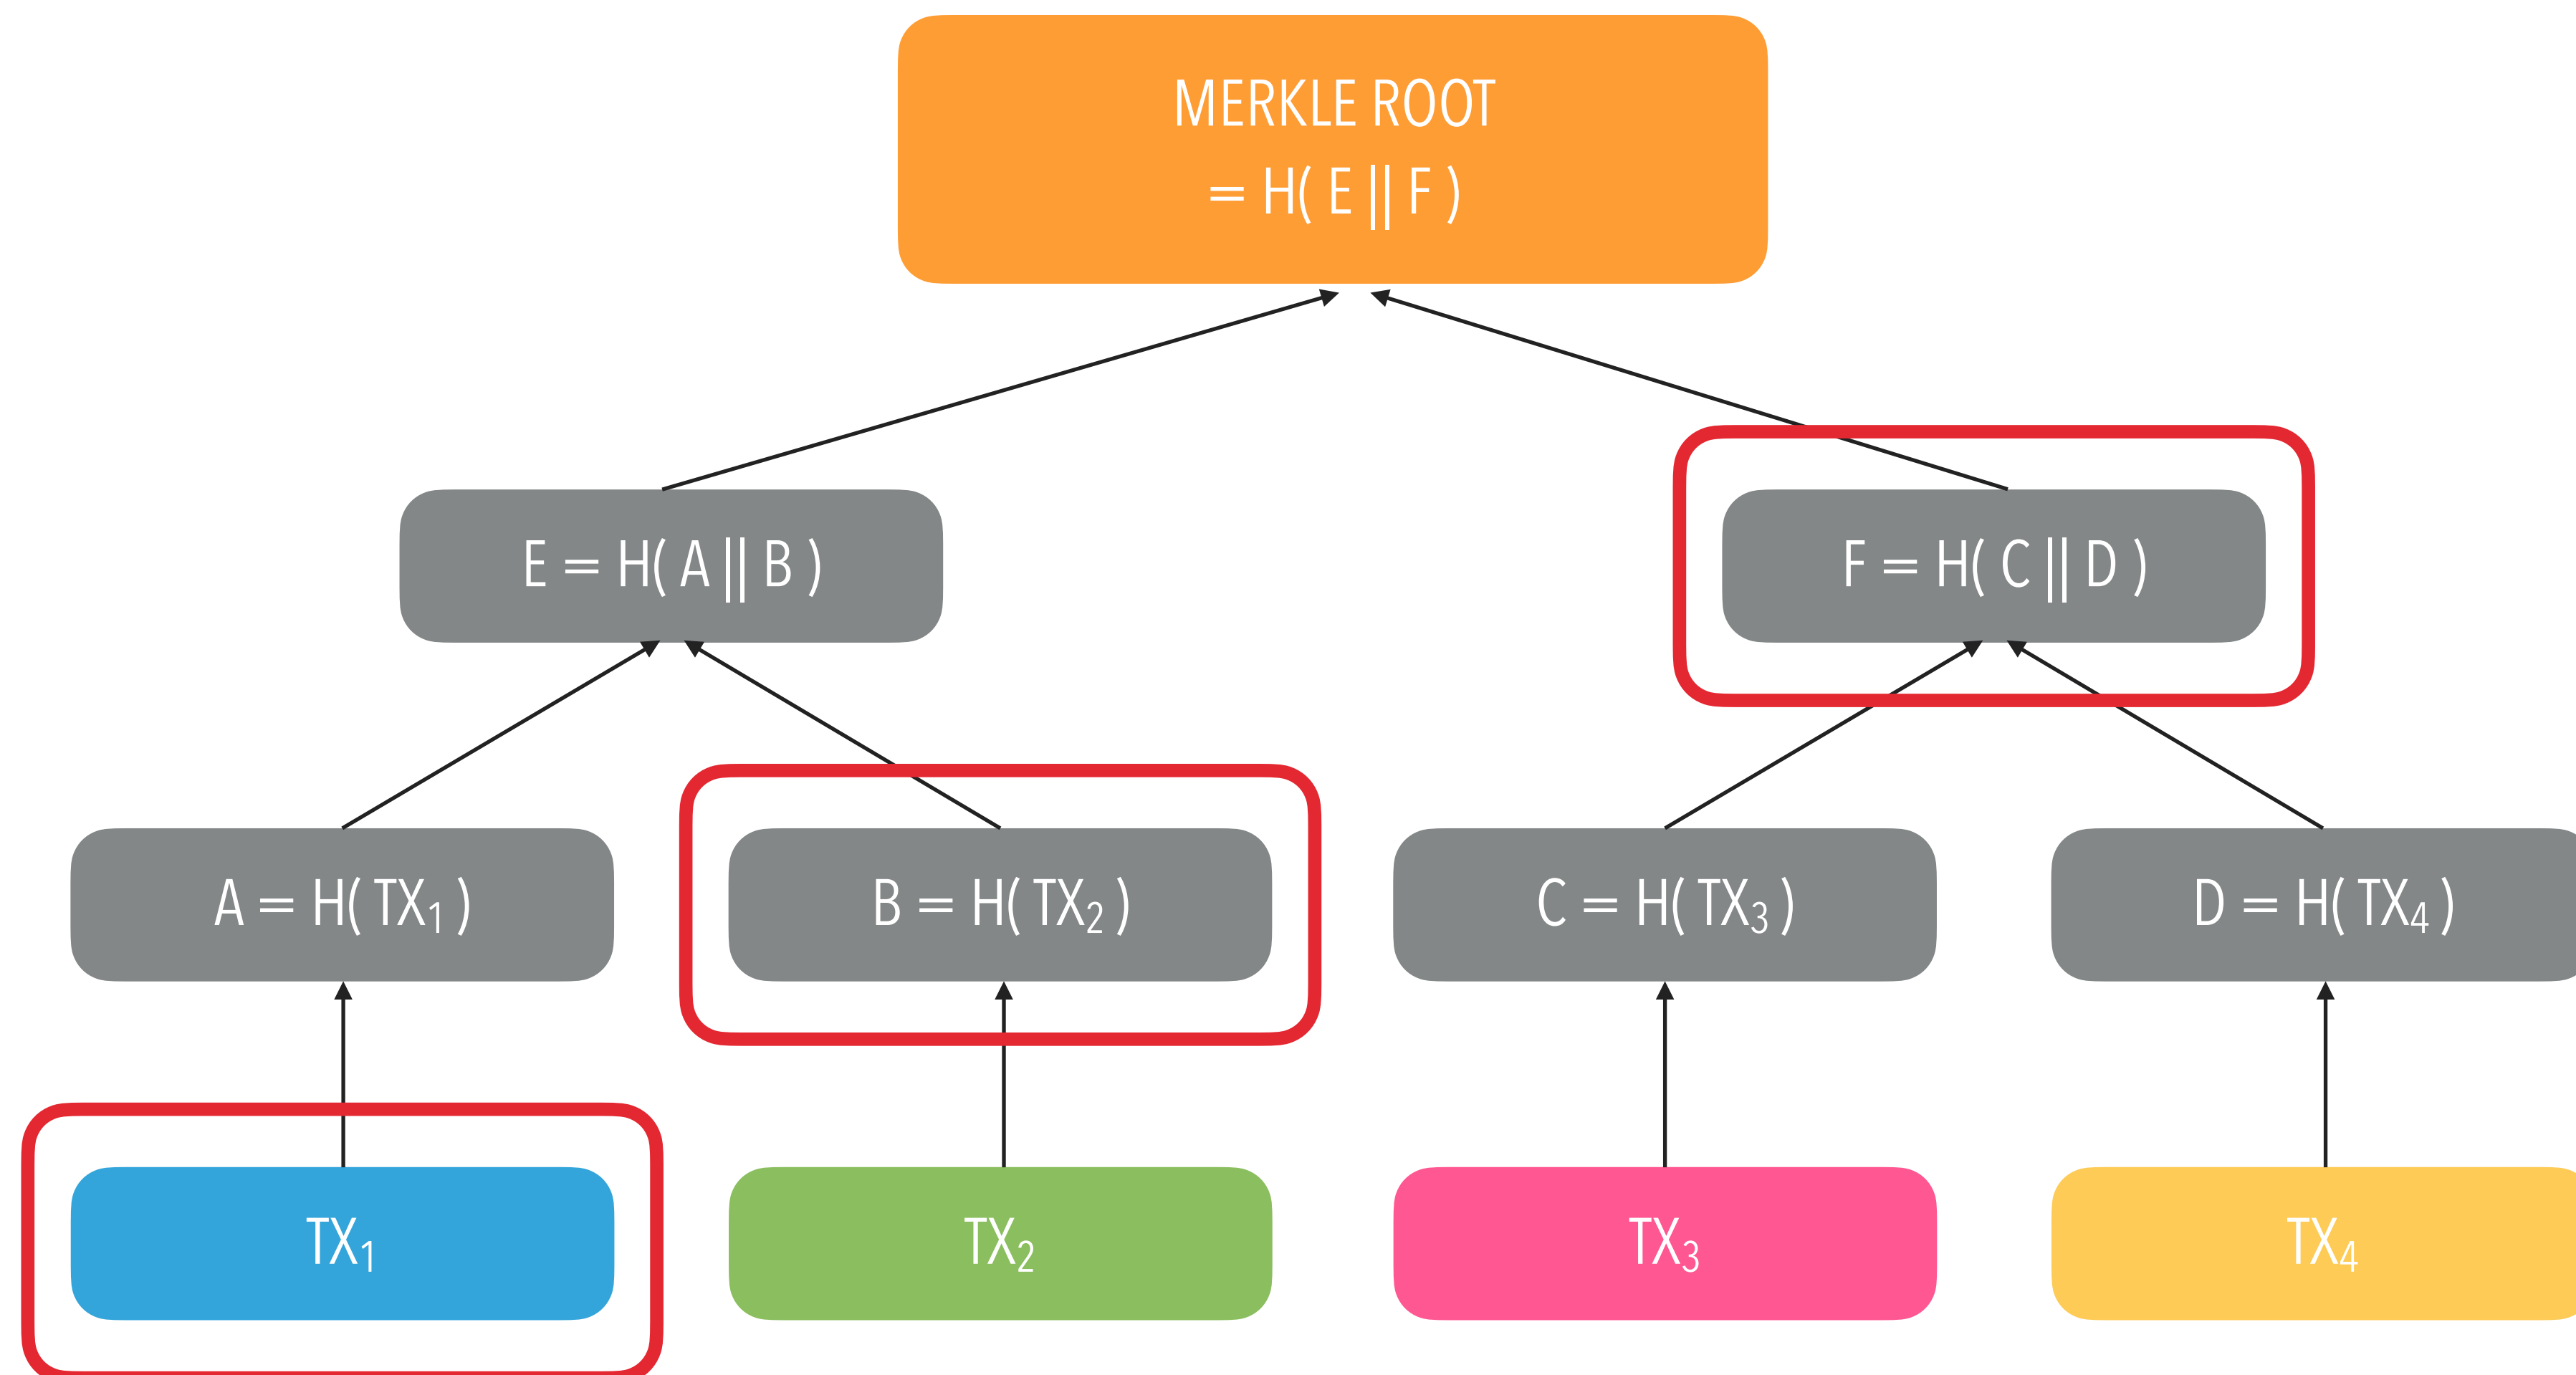 MERKLE ROOT
= H( E || F )
E = H( A || B )
F = H( C || D )
A = H( TX₁ )
B = H( TX₂ )
C = H( TX₃ )
D = H( TX₄ )
TX₁
TX₂
TX₃
TX₄